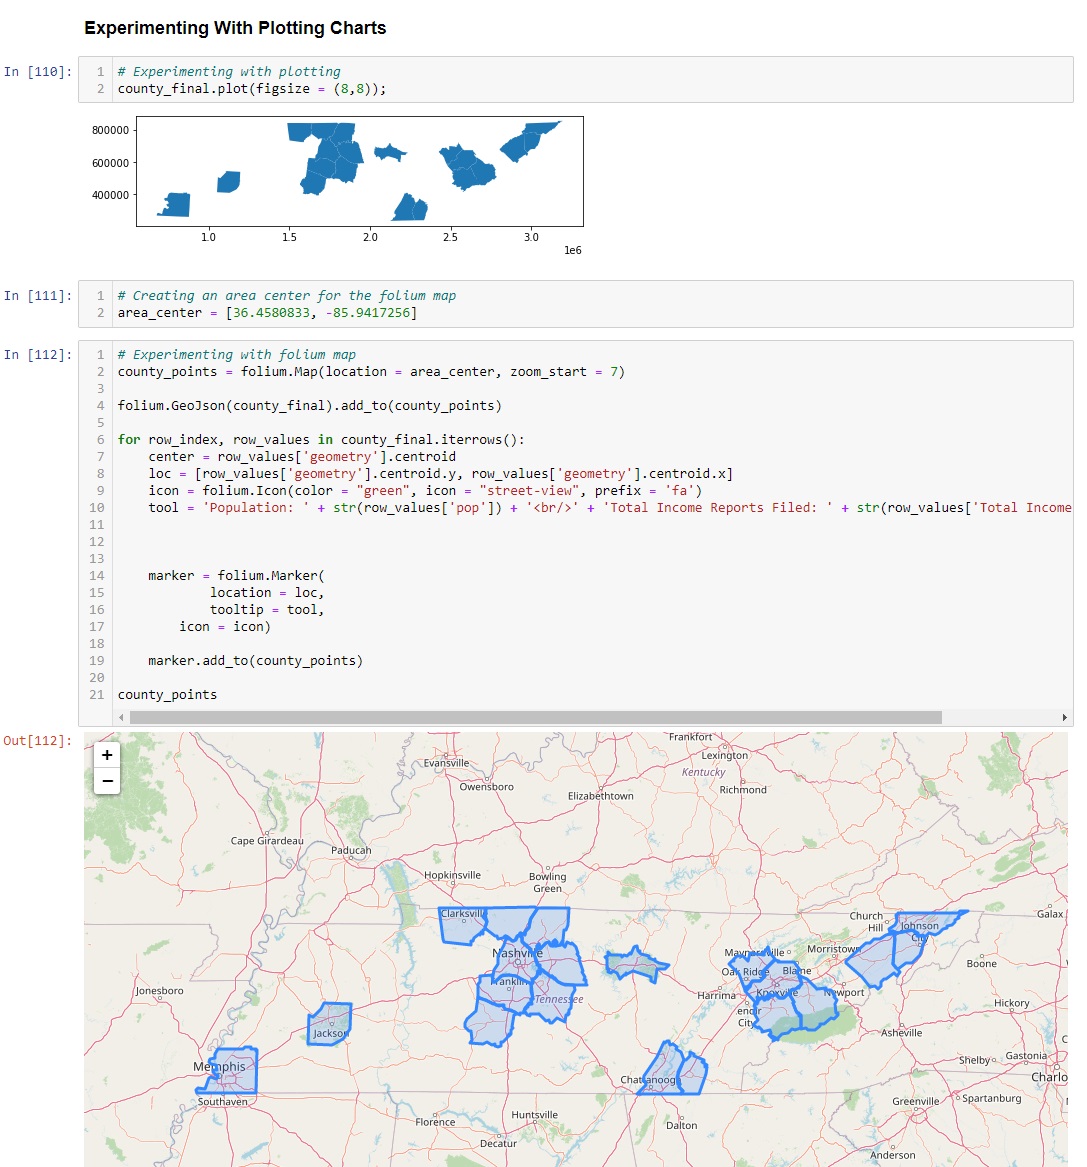 Experimenting With Plotting Charts
In [110]:
1 # Experimenting with plotting
2 county_final.plot(figsize = (8,8));
800000
600000
400000
1.0 1.5 2.0 2.5 3.0
1e6
In [111]:
1 # Creating an area center for the folium map
2 area_center = [36.4580833, -85.9417256]
In [112]:
1 # Experimenting with folium map
2 county_points = folium.Map(location = area_center, zoom_start = 7)
3
4 folium.GeoJson(county_final).add_to(county_points)
5
6 for row_index, row_values in county_final.iterrows():
7     center = row_values['geometry'].centroid
8     loc = [row_values['geometry'].centroid.y, row_values['geometry'].centroid.x]
9     icon = folium.Icon(color = "green", icon = "street-view", prefix = 'fa')
10     tool = 'Population: ' + str(row_values['pop']) + '<br/>' + 'Total Income Reports Filed: ' + str(row_values['Total Income
11
12
13
14     marker = folium.Marker(
15             location = loc,
16             tooltip = tool,
17         icon = icon)
18
19     marker.add_to(county_points)
20
21 county_points
Out[112]:
+
−
Frankfort
Lexington
Evansville
Kentucky
Owensboro
Richmond
Elizabethtown
Cape Girardeau
Paducah
Hopkinsville
Bowling
Green
Clarksvill
Church
Hill
Johnson
City
Galax
Nashville
Maynardville
Morristown
Boone
Oak Ridge
Blaine
Franklin
Knoxville
Newport
Jonesboro
Harrima
Tennessee
Hickory
enoir
City
Jackson
Asheville
Memphis
Shelby
Gastonia
Charlo
Chattanooga
Southaven
Greenville
Spartanburg
Huntsville
Florence
Dalton
Decatur
Anderson